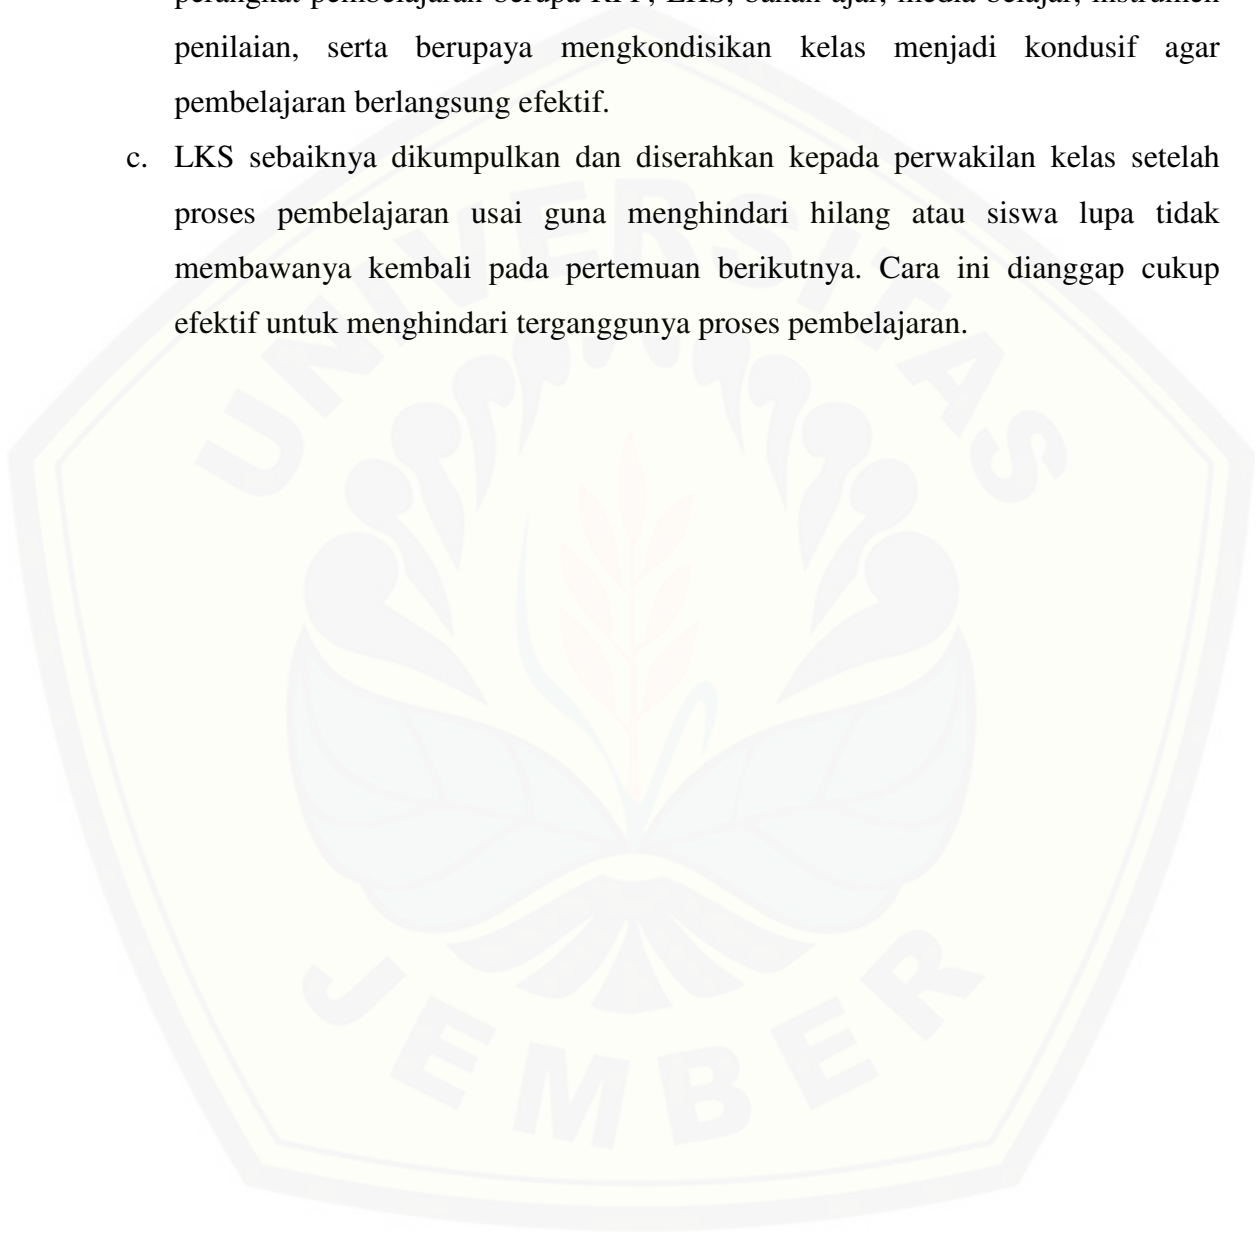 perangkat pembelajaran berupa RPP, LKS, bahan ajar, media belajar, instrumen
penilaian, serta berupaya mengkondisikan kelas menjadi kondusif agar
pembelajaran berlangsung efektif.
c. LKS sebaiknya dikumpulkan dan diserahkan kepada perwakilan kelas setelah
proses pembelajaran usai guna menghindari hilang atau siswa lupa tidak
membawanya kembali pada pertemuan berikutnya. Cara ini dianggap cukup
efektif untuk menghindari terganggunya proses pembelajaran.
UNIVERSITAS
JEMBER